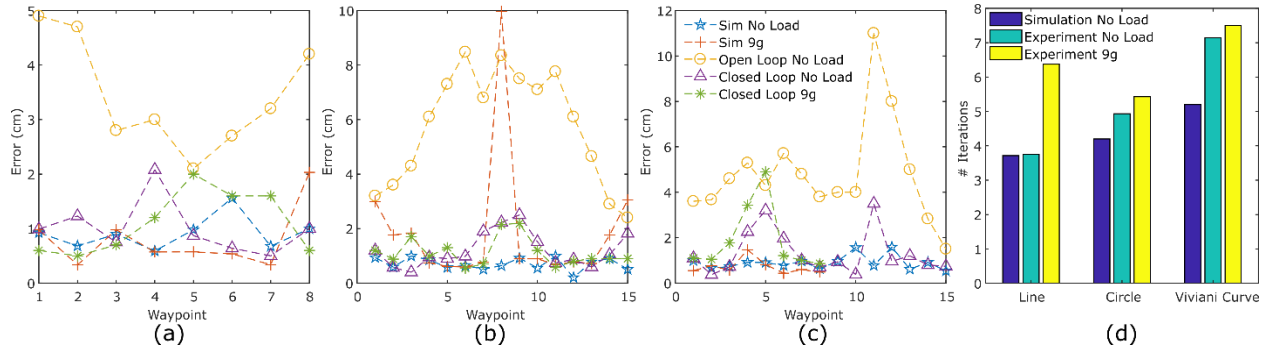 5
4
3
2
1
0
Error (cm)
1 2 3 4 5 6 7 8
Waypoint
(a)
10
8
6
4
2
0
Error (cm)
5 10 15
Waypoint
(b)
12
10
8
6
4
2
0
Error (cm)
0 5 10 15
Waypoint
(c)
Sim No Load
Sim 9g
Open Loop No Load
Closed Loop No Load
Closed Loop 9g
8
7
6
5
4
3
2
1
0
# Iterations
Simulation No Load
Experiment No Load
Experiment 9g
Line Circle Viviani Curve
(d)